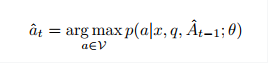 â_t = arg max_{a∈𝒱} p(a|x, q, Â_{t−1}; θ)